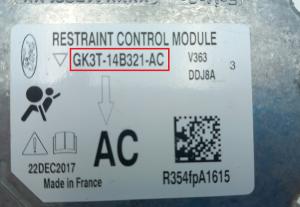 RESTRAINT CONTROL MODULE
GK3T-14B321-AC
V363
DDJ8A
3
AC
22DEC2017
Made in France
R354fpA1615